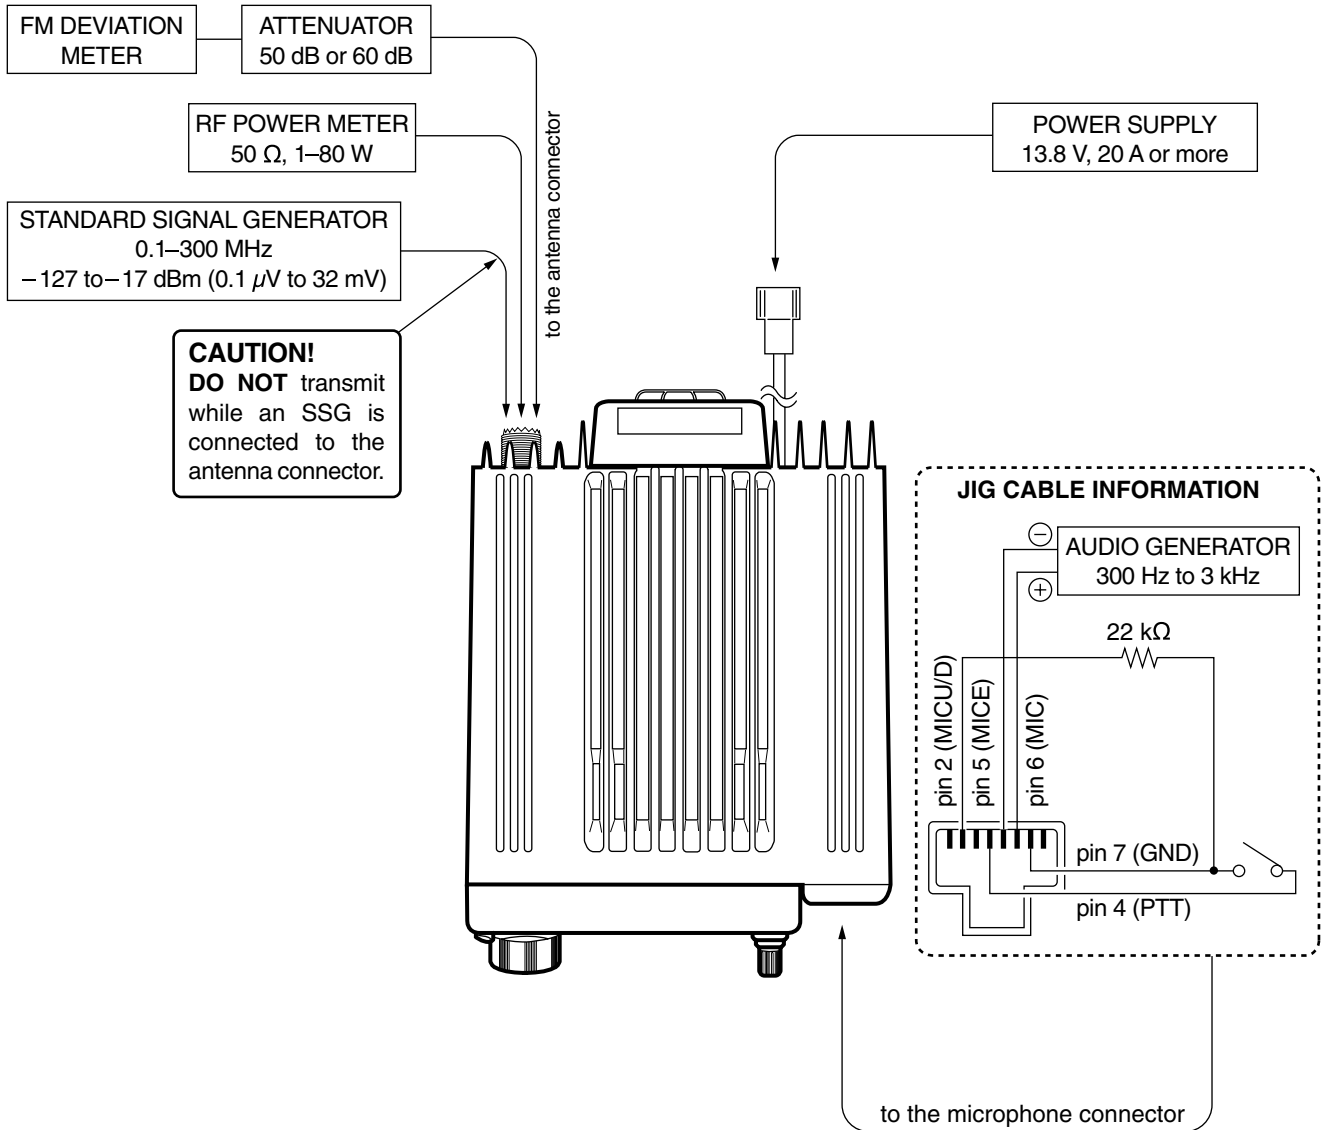 FM DEVIATION
METER
ATTENUATOR
50 dB or 60 dB
RF POWER METER
50 Ω, 1–80 W
STANDARD SIGNAL GENERATOR
0.1–300 MHz
–127 to–17 dBm (0.1 µV to 32 mV)
to the antenna connector
POWER SUPPLY
13.8 V, 20 A or more
CAUTION!
DO NOT transmit
while an SSG is
connected to the
antenna connector.
JIG CABLE INFORMATION
–
AUDIO GENERATOR
300 Hz to 3 kHz
+
22 kΩ
pin 2 (MICU/D)
pin 5 (MICE)
pin 6 (MIC)
pin 7 (GND)
pin 4 (PTT)
to the microphone connector